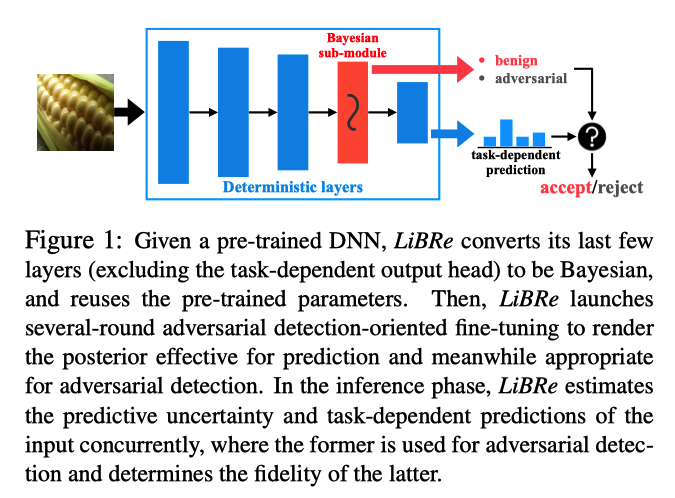 Bayesian
sub-module
• benign
• adversarial
?
task-dependent
prediction
Deterministic layers
accept/reject
Figure 1: Given a pre-trained DNN, LiBRe converts its last few
layers (excluding the task-dependent output head) to be Bayesian,
and reuses the pre-trained parameters. Then, LiBRe launches
several-round adversarial detection-oriented fine-tuning to render
the posterior effective for prediction and meanwhile appropriate
for adversarial detection. In the inference phase, LiBRe estimates
the predictive uncertainty and task-dependent predictions of the
input concurrently, where the former is used for adversarial detec-
tion and determines the fidelity of the latter.